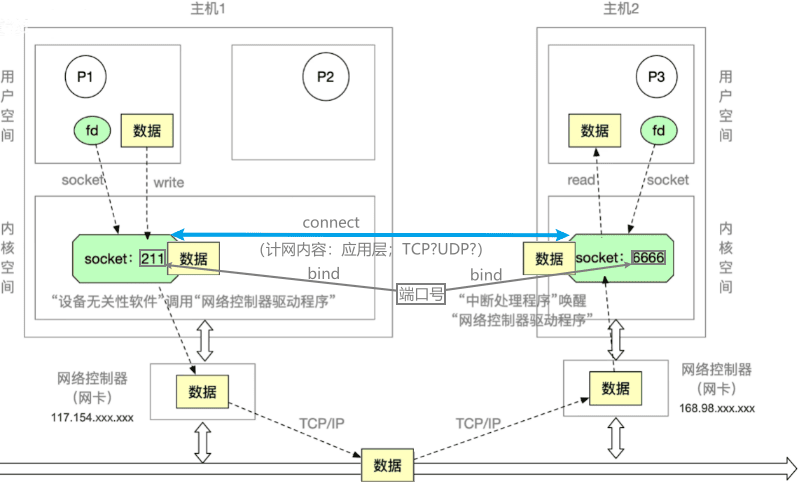 主机1
主机2
用户空间
P1
P2
fd
数据
socket
write
P3
数据
fd
read
socket
用户空间
内核空间
connect
(计网内容：应用层；TCP?UDP?)
socket：211
数据
bind
端口号
bind
数据
socket：6666
内核空间
“设备无关性软件”调用“网络控制器驱动程序”
“中断处理程序”唤醒
“网络控制器驱动程序”
网络控制器
（网卡）
117.154.xxx.xxx
数据
TCP/IP
数据
TCP/IP
数据
网络控制器
（网卡）
168.98.xxx.xxx